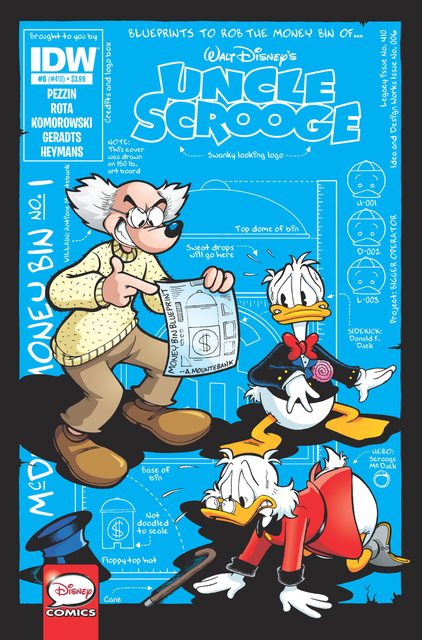 Brought to you by
IDW
#6 (#410) • $3.99
PEZZIN
ROTA
KOMOROWSKI
GERADTS
HEYMANS
Credits and logo box
BLUEPRINTS TO ROB THE MONEY BIN OF...
WALT DISNEY'S
UNCLE
SCROOGE
Swanky looking logo
Legacy Issue No. 410
Idea and Design Works Issue No. 006
NOTE:
This cover
was drawn
on 150 lb.
art board
H-001
D-002
L-003
Project: BIGGER OPERATOR
Top dome of bin
Sweat drops
will go here
MONEY BIN BLUEPRINT
$
—A. MOUNTEBANK
SIDEKICK:
Donald F.
Duck
HERO:
Scrooge
McDuck
MONEY BIN NO. 1
McD
Base of
bin
Not
doodled
to scale
$
Floppy top hat
Cane
Disney
COMICS